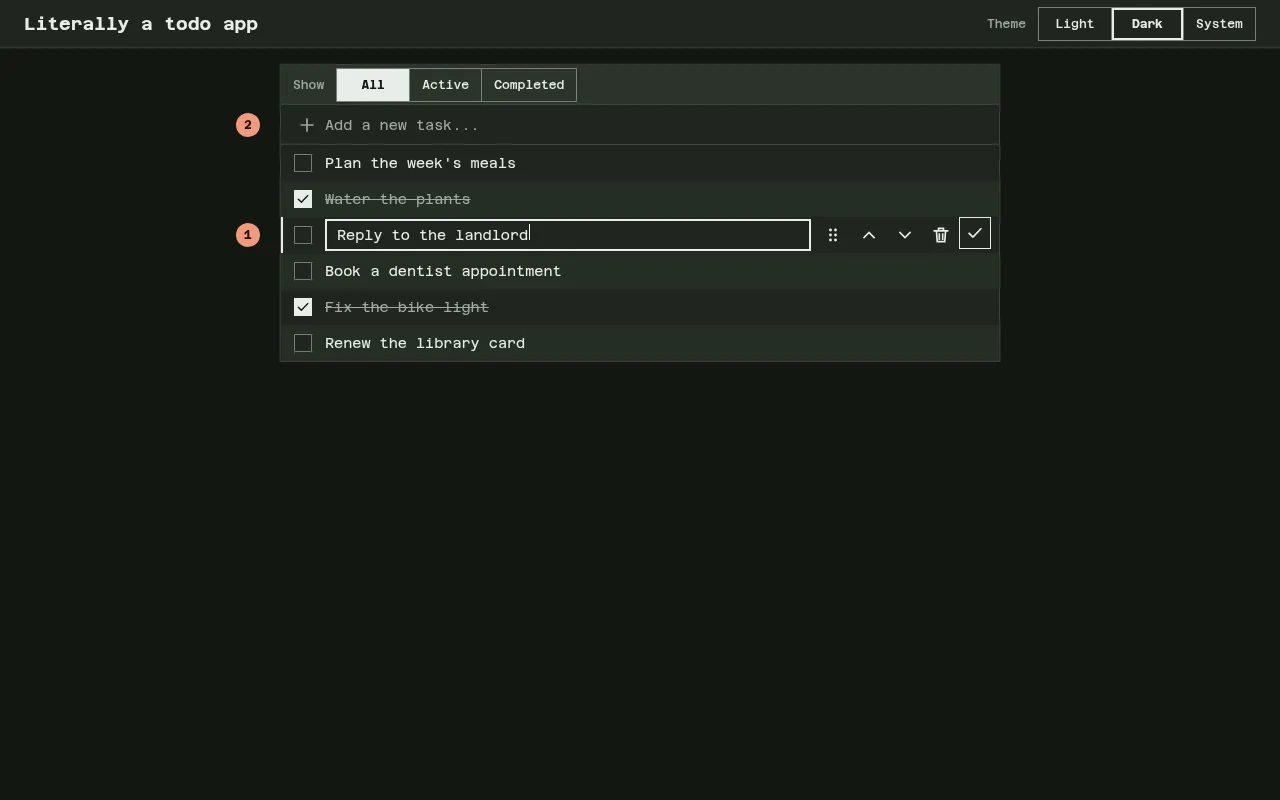 Literally a todo app
Theme Light Dark System
Show All Active Completed
2 Add a new task...
Plan the week's meals
Water the plants
1 Reply to the landlord
Book a dentist appointment
Fix the bike light
Renew the library card